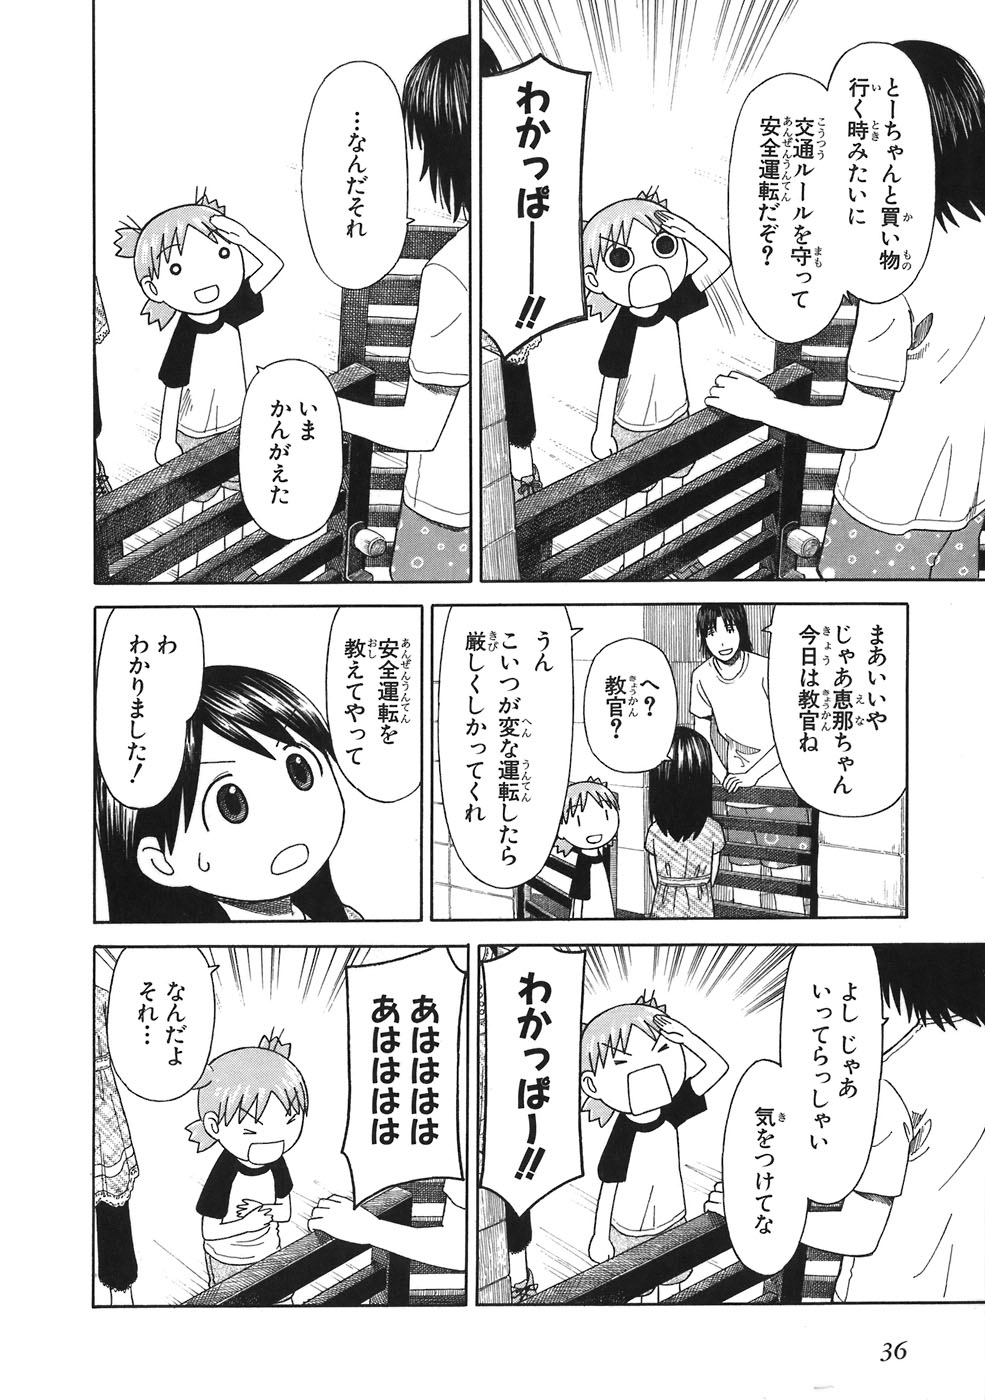 とーちゃんと買い物
行く時みたいに
交通ルールを守って
安全運転だぞ?
わかっぱ――!!
…なんだそれ
いま
かんがえた
まあいいや
じゃあ恵那ちゃん
今日は教官ね
へ?
教官?
うん
こいつが変な運転したら
厳しくしかってくれ
安全運転を
教えてやって
わ
わかりました!
よし じゃあ
いってらっしゃい
気をつけてな
わかっぱー!!
あはははは
あはははは
なんだよ
それ…
36